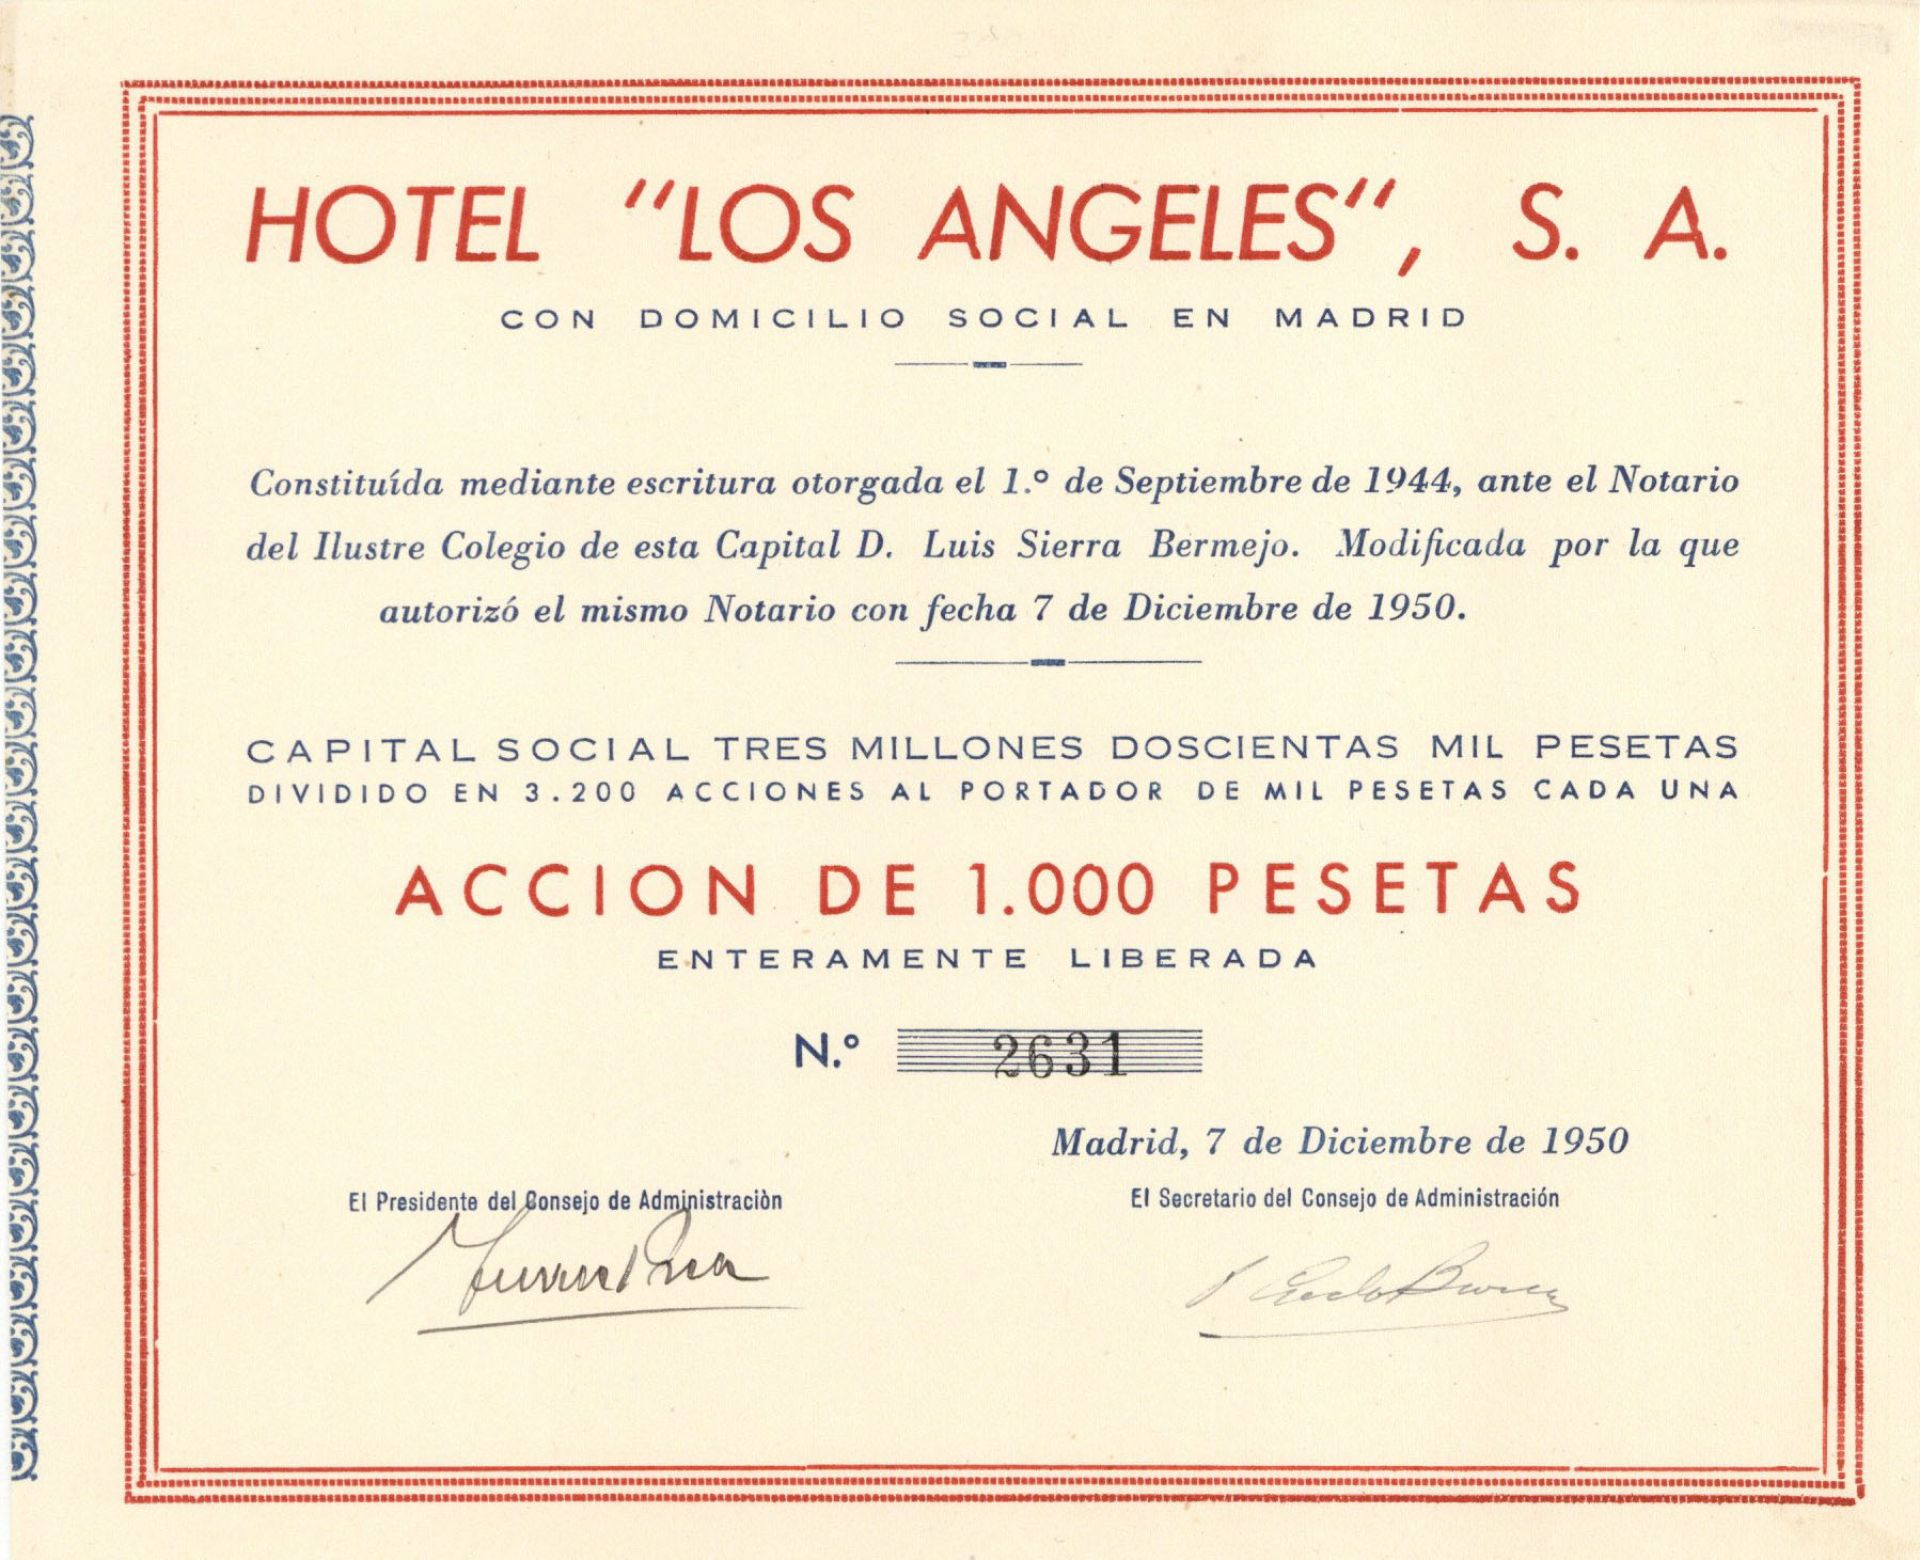 HOTEL "LOS ANGELES", S. A.
CON DOMICILIO SOCIAL EN MADRID
Constituída mediante escritura otorgada el 1.º de Septiembre de 1944, ante el Notario
del Ilustre Colegio de esta Capital D. Luis Sierra Bermejo. Modificada por la que
autorizó el mismo Notario con fecha 7 de Diciembre de 1950.
CAPITAL SOCIAL TRES MILLONES DOSCIENTAS MIL PESETAS
DIVIDIDO EN 3.200 ACCIONES AL PORTADOR DE MIL PESETAS CADA UNA
ACCION DE 1.000 PESETAS
ENTERAMENTE LIBERADA
N.º 2631
Madrid, 7 de Diciembre de 1950
El Presidente del Consejo de Administraciòn
El Secretario del Consejo de Administración